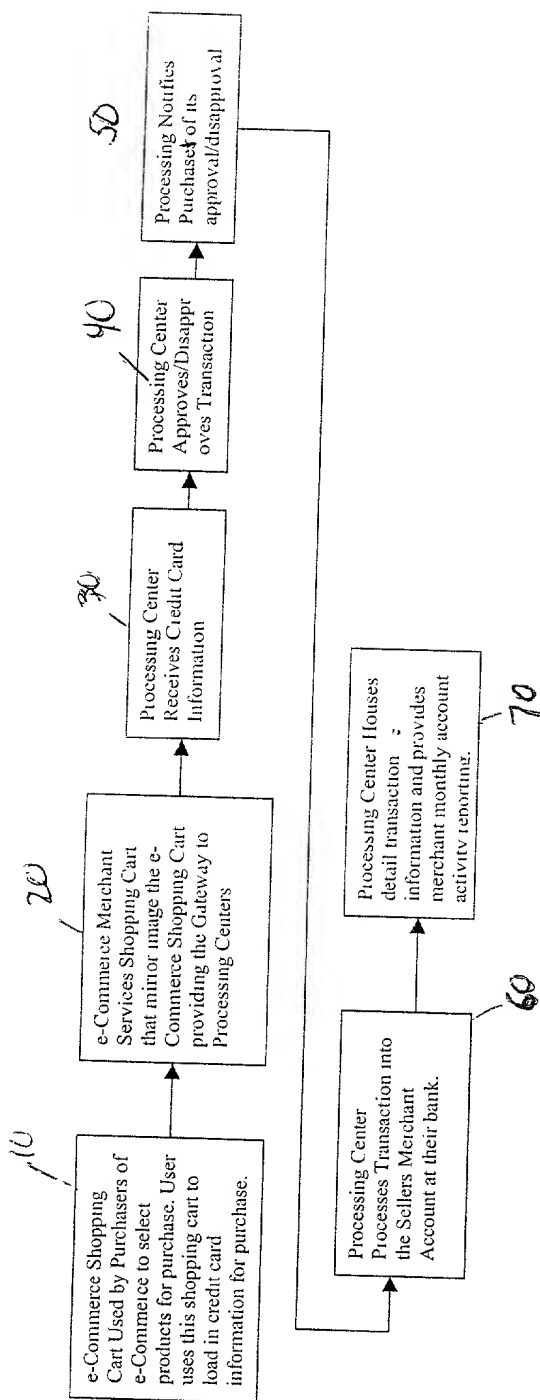 10
e-Commerce Shopping
Cart Used by Purchasers of
e-Commerce to select
products for purchase. User
uses this shopping cart to
load in credit card
information for purchase.
20
e-Commerce Merchant
Services Shopping Cart
that mirror image the e-
Commerce Shopping Cart
providing the Gateway to
Processing Centers
30
Processing Center
Receives Credit Card
Information
40
Processing Center
Approves/Disappr
oves Transaction
50
Processing Notifies
Purchaser of its
approval/disapproval
60
Processing Center
Processes Transaction into
the Sellers Merchant
Account at their bank.
70
Processing Center Houses
detail transaction
information and provides
merchant monthly account
activity reporting.